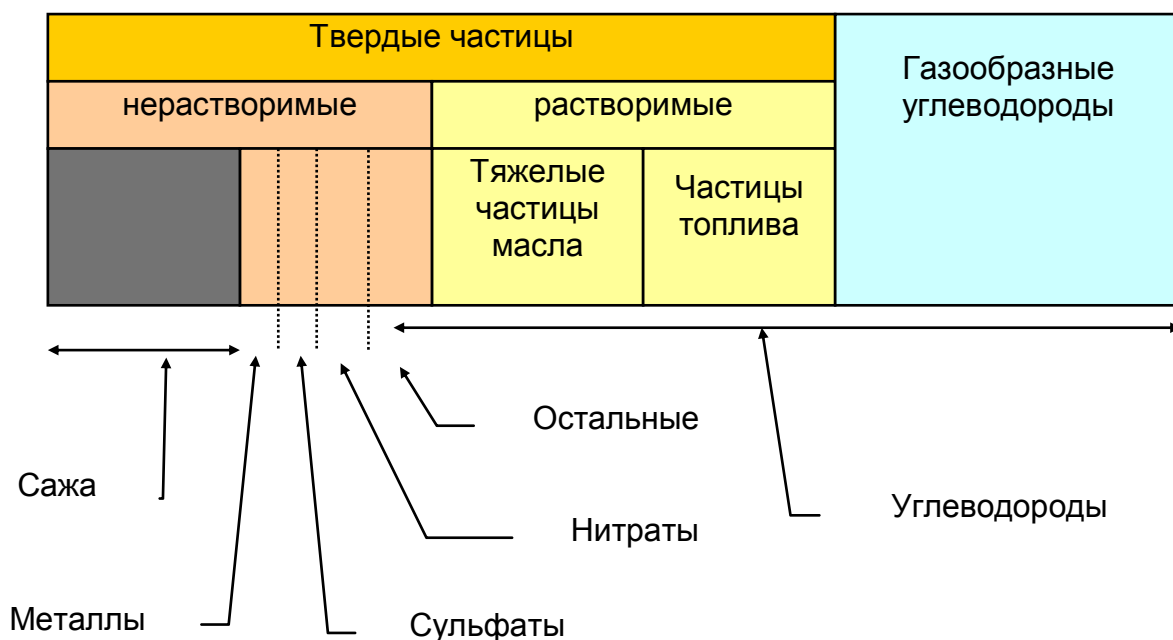 Твердые частицы
Газообразные
углеводороды
нерастворимые
растворимые
Тяжелые
частицы
масла
Частицы
топлива
Остальные
Сажа
Углеводороды
Нитраты
Металлы
Сульфаты